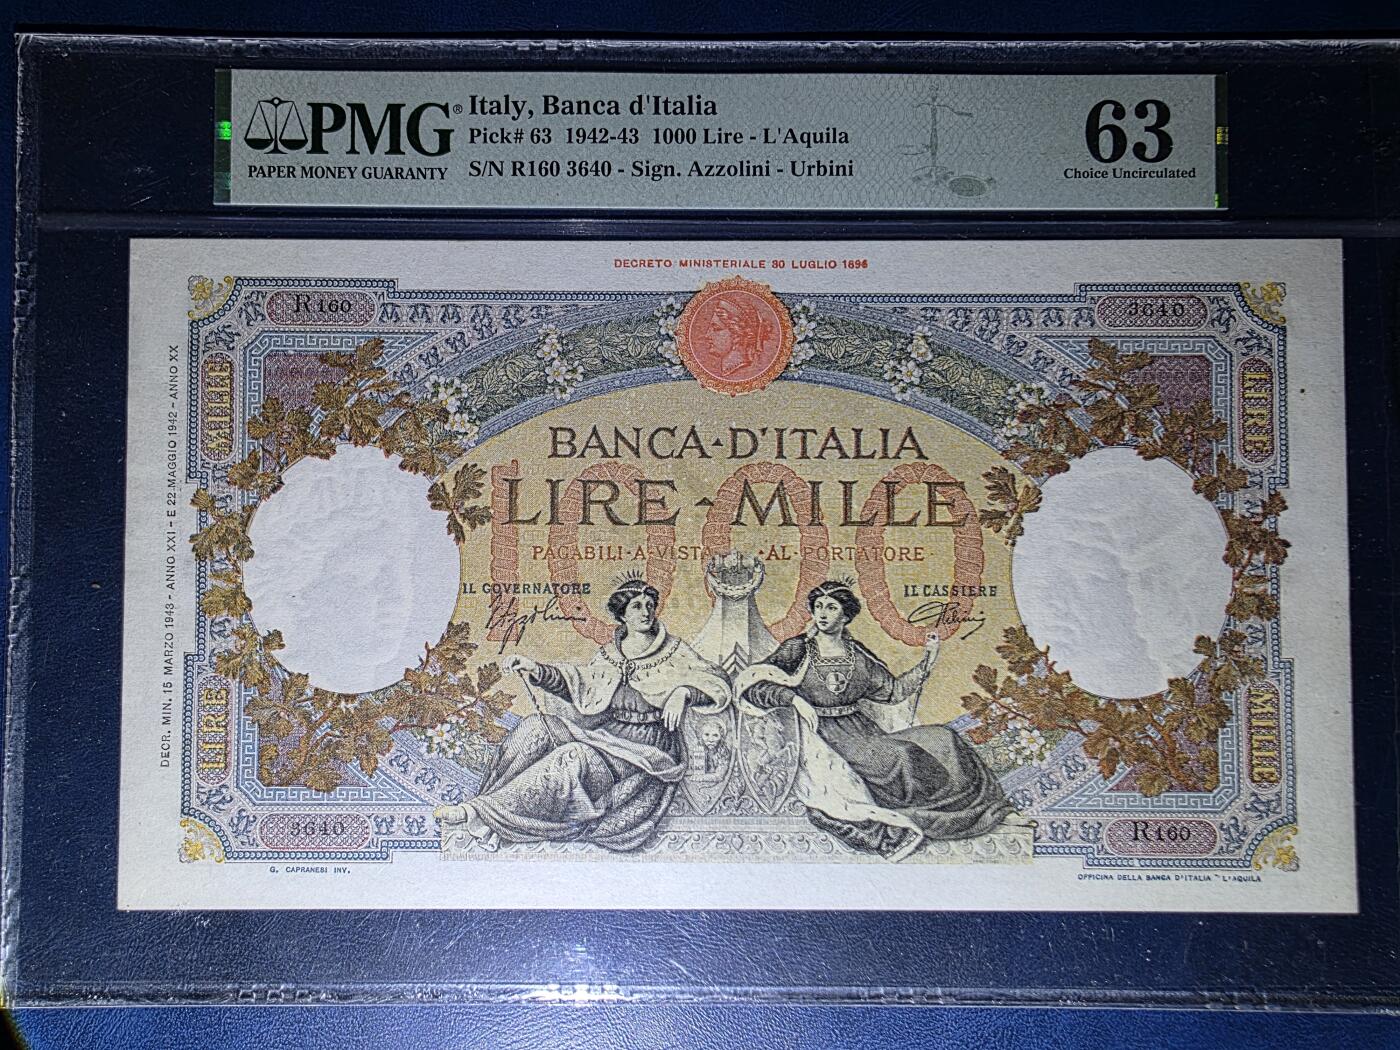 PMG®
PAPER MONEY GUARANTY
Italy, Banca d'Italia
Pick# 63 1942-43 1000 Lire - L'Aquila
S/N R160 3640 - Sign. Azzolini - Urbini
63
Choice Uncirculated
DECRETO MINISTERIALE 30 LUGLIO 1896
R160
3640
MILLE
LIRE
DECR. MIN. 15 MARZO 1943 - ANNO XXI - E 22 MAGGIO 1942 - ANNO XX
1000
BANCA D'ITALIA
LIRE MILLE
PAGABILI A VISTA AL PORTATORE
IL GOVERNATORE
IL CASSIERE
LIRE
MILLE
3640
R160
G. CAPRANESI INV.
OFFICINA DELLA BANCA D'ITALIA - L'AQUILA